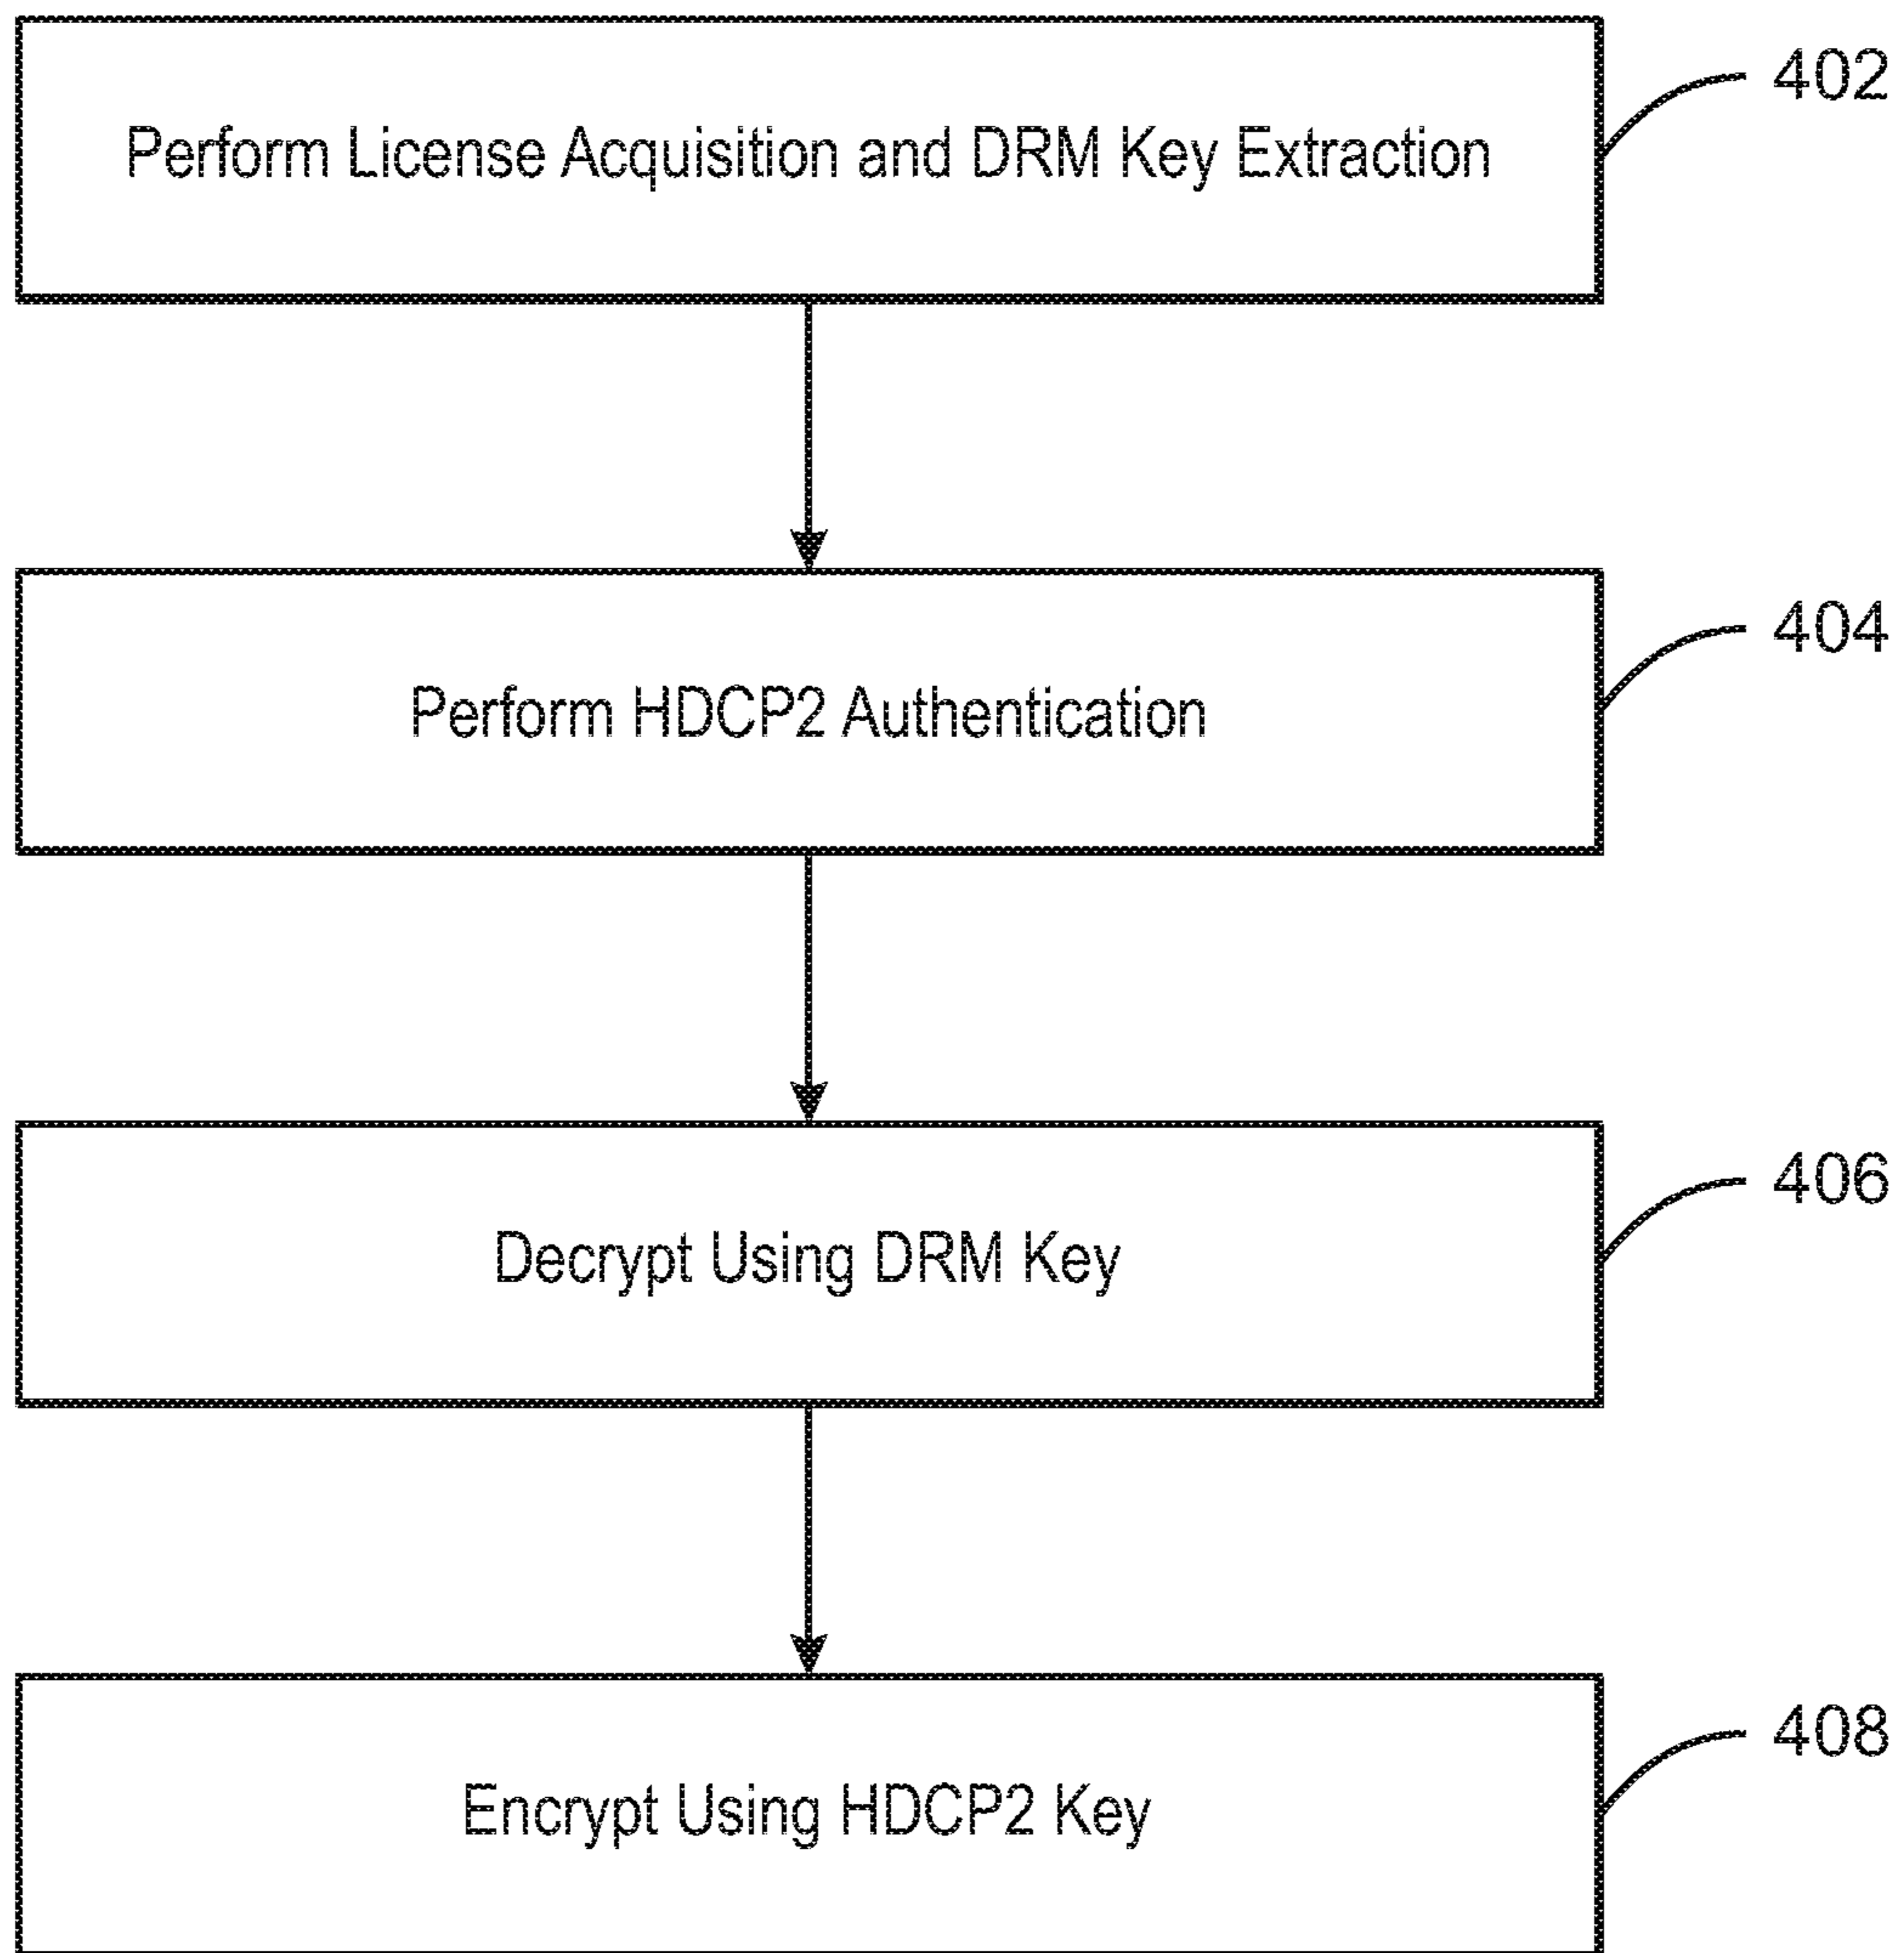 Perform License Acquisition and DRM Key Extraction
402
Perform HDCP2 Authentication
404
Decrypt Using DRM Key
406
Encrypt Using HDCP2 Key
408